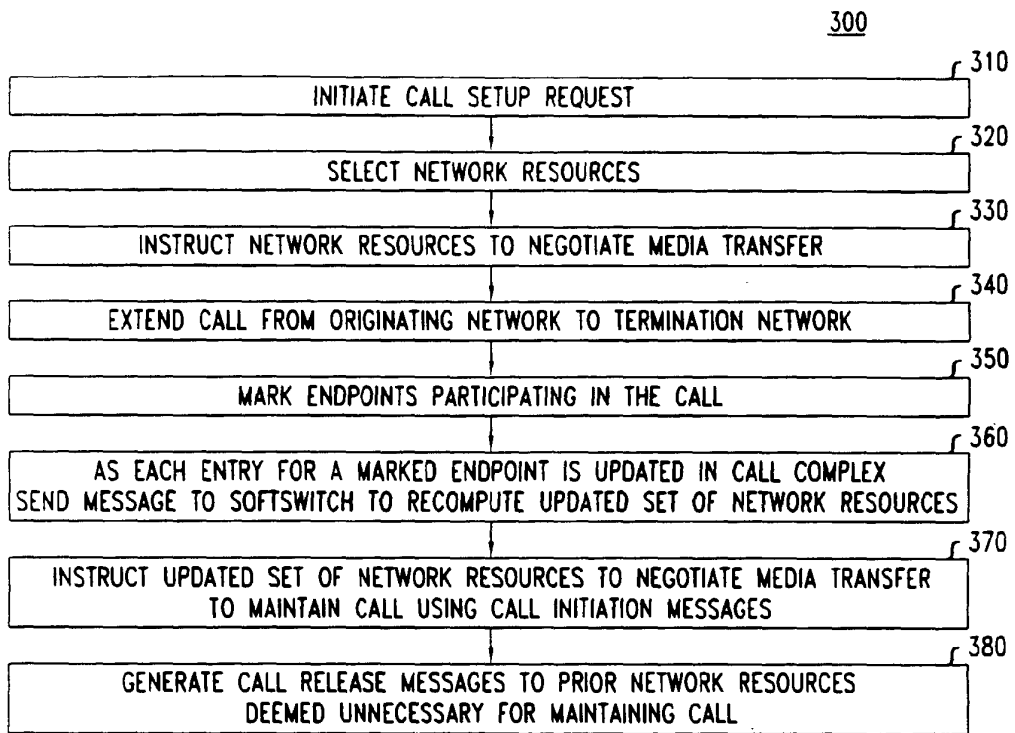 300
310
INITIATE CALL SETUP REQUEST
320
SELECT NETWORK RESOURCES
330
INSTRUCT NETWORK RESOURCES TO NEGOTIATE MEDIA TRANSFER
340
EXTEND CALL FROM ORIGINATING NETWORK TO TERMINATION NETWORK
350
MARK ENDPOINTS PARTICIPATING IN THE CALL
360
AS EACH ENTRY FOR A MARKED ENDPOINT IS UPDATED IN CALL COMPLEX
SEND MESSAGE TO SOFTSWITCH TO RECOMPUTE UPDATED SET OF NETWORK RESOURCES
370
INSTRUCT UPDATED SET OF NETWORK RESOURCES TO NEGOTIATE MEDIA TRANSFER
TO MAINTAIN CALL USING CALL INITIATION MESSAGES
380
GENERATE CALL RELEASE MESSAGES TO PRIOR NETWORK RESOURCES
DEEMED UNNECESSARY FOR MAINTAINING CALL